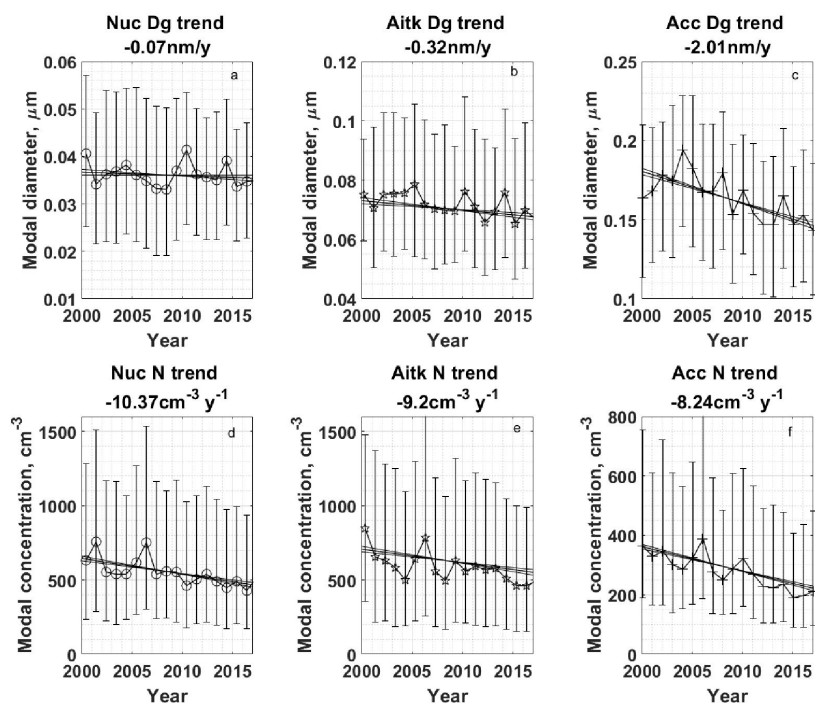 Nuc Dg trend
-0.07nm/y
Aitk Dg trend
-0.32nm/y
Acc Dg trend
-2.01nm/y
Modal diameter, μm
0.06
0.05
0.04
0.03
0.02
0.01
a
2000
2005
2010
2015
Year
Modal diameter, μm
0.12
0.1
0.08
0.06
0.04
b
2000
2005
2010
2015
Year
Modal diameter, μm
0.25
0.2
0.15
0.1
c
2000
2005
2010
2015
Year
Nuc N trend
-10.37cm⁻³ y⁻¹
Aitk N trend
-9.2cm⁻³ y⁻¹
Acc N trend
-8.24cm⁻³ y⁻¹
Modal concentration, cm⁻³
1500
1000
500
0
d
2000
2005
2010
2015
Year
Modal concentration, cm⁻³
1500
1000
500
0
e
2000
2005
2010
2015
Year
Modal concentration, cm⁻³
800
600
400
200
0
f
2000
2005
2010
2015
Year